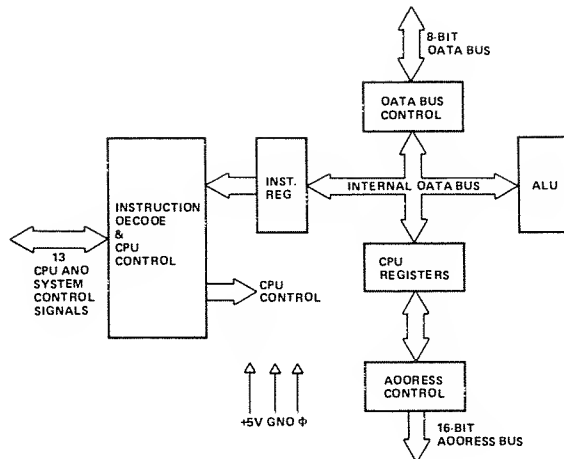 8-BIT
OATA BUS
OATA BUS
CONTROL
INST.
REG
INTERNAL OATA BUS
ALU
INSTRUCTION
OECODE
&
CPU
CONTROL
13
CPU ANO
SYSTEM
CONTROL
SIGNALS
CPU
REGISTERS
CPU
CONTROL
AOORESS
CONTROL
+5V GNO Φ
16-BIT
AOORESS BUS